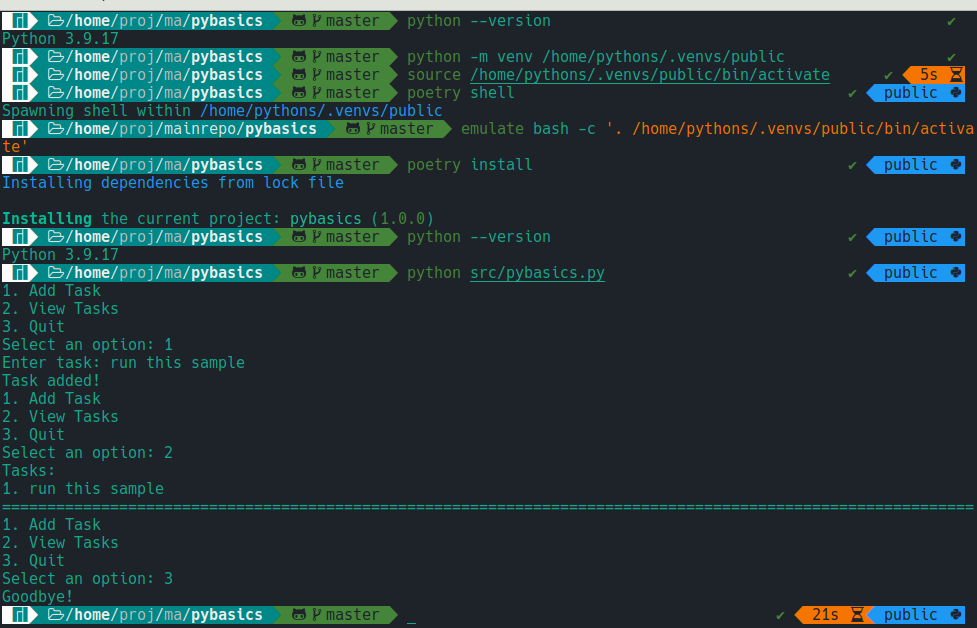 /home/proj/ma/pybasics master python --version ✔
Python 3.9.17
/home/proj/ma/pybasics master python -m venv /home/pythons/.venvs/public ✔
/home/proj/ma/pybasics master source /home/pythons/.venvs/public/bin/activate ✔ 5s
/home/proj/ma/pybasics master poetry shell ✔ public
Spawning shell within /home/pythons/.venvs/public
/home/proj/mainrepo/pybasics master emulate bash -c '. /home/pythons/.venvs/public/bin/activa
te'
/home/proj/ma/pybasics master poetry install ✔ public
Installing dependencies from lock file
Installing the current project: pybasics (1.0.0)
/home/proj/ma/pybasics master python --version ✔ public
Python 3.9.17
/home/proj/ma/pybasics master python src/pybasics.py ✔ public
1. Add Task
2. View Tasks
3. Quit
Select an option: 1
Enter task: run this sample
Task added!
1. Add Task
2. View Tasks
3. Quit
Select an option: 2
Tasks:
1. run this sample
============================================================================================================
1. Add Task
2. View Tasks
3. Quit
Select an option: 3
Goodbye!
/home/proj/ma/pybasics master _ ✔ 21s public